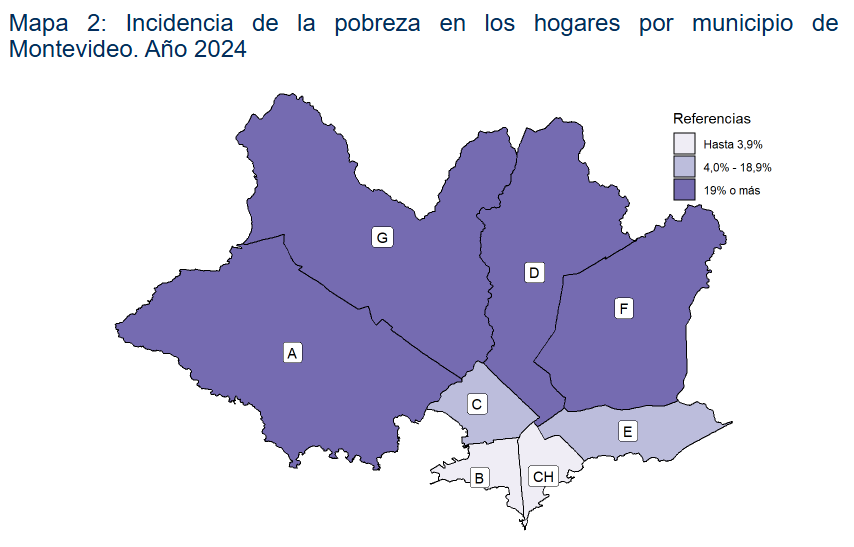 Mapa 2: Incidencia de la pobreza en los hogares por municipio de
Montevideo. Año 2024
Referencias
Hasta 3,9%
4,0% - 18,9%
19% o más
G
D
F
A
C
E
B
CH